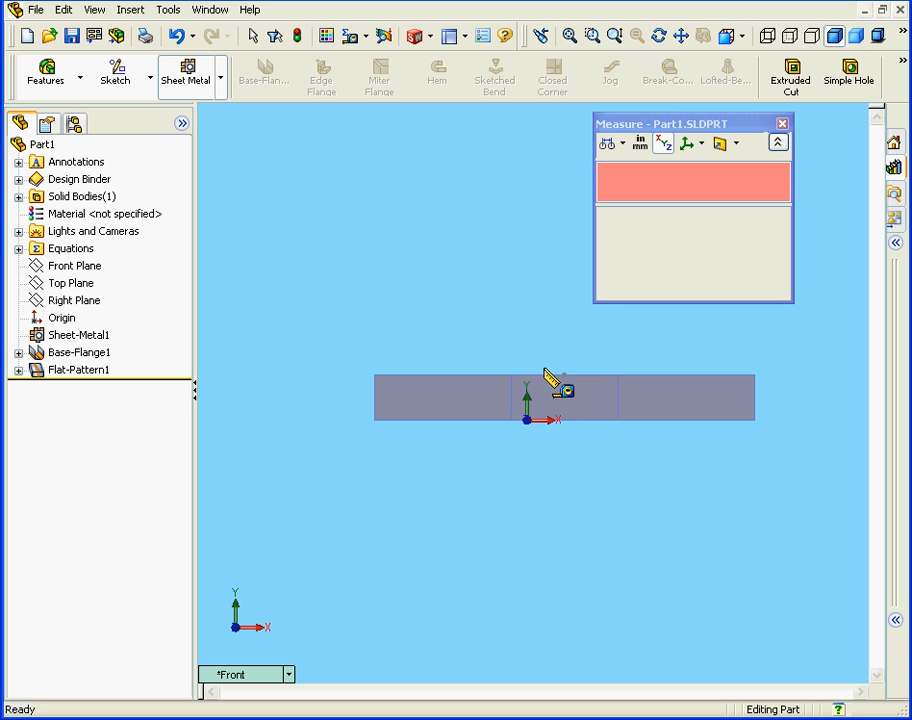 File Edit View Insert Tools Window Help
Features Sketch Sheet Metal Base-Flan... Edge Flange Miter Flange Hem Sketched Bend Closed Corner Jog Break-Co... Lofted-Be... Extruded Cut Simple Hole
Measure - Part1.SLDPRT
in
mm
XYZ
Part1
Annotations
Design Binder
Solid Bodies(1)
Material <not specified>
Lights and Cameras
Equations
Front Plane
Top Plane
Right Plane
Origin
Sheet-Metal1
Base-Flange1
Flat-Pattern1
Y
X
Y
X
*Front
Ready Editing Part